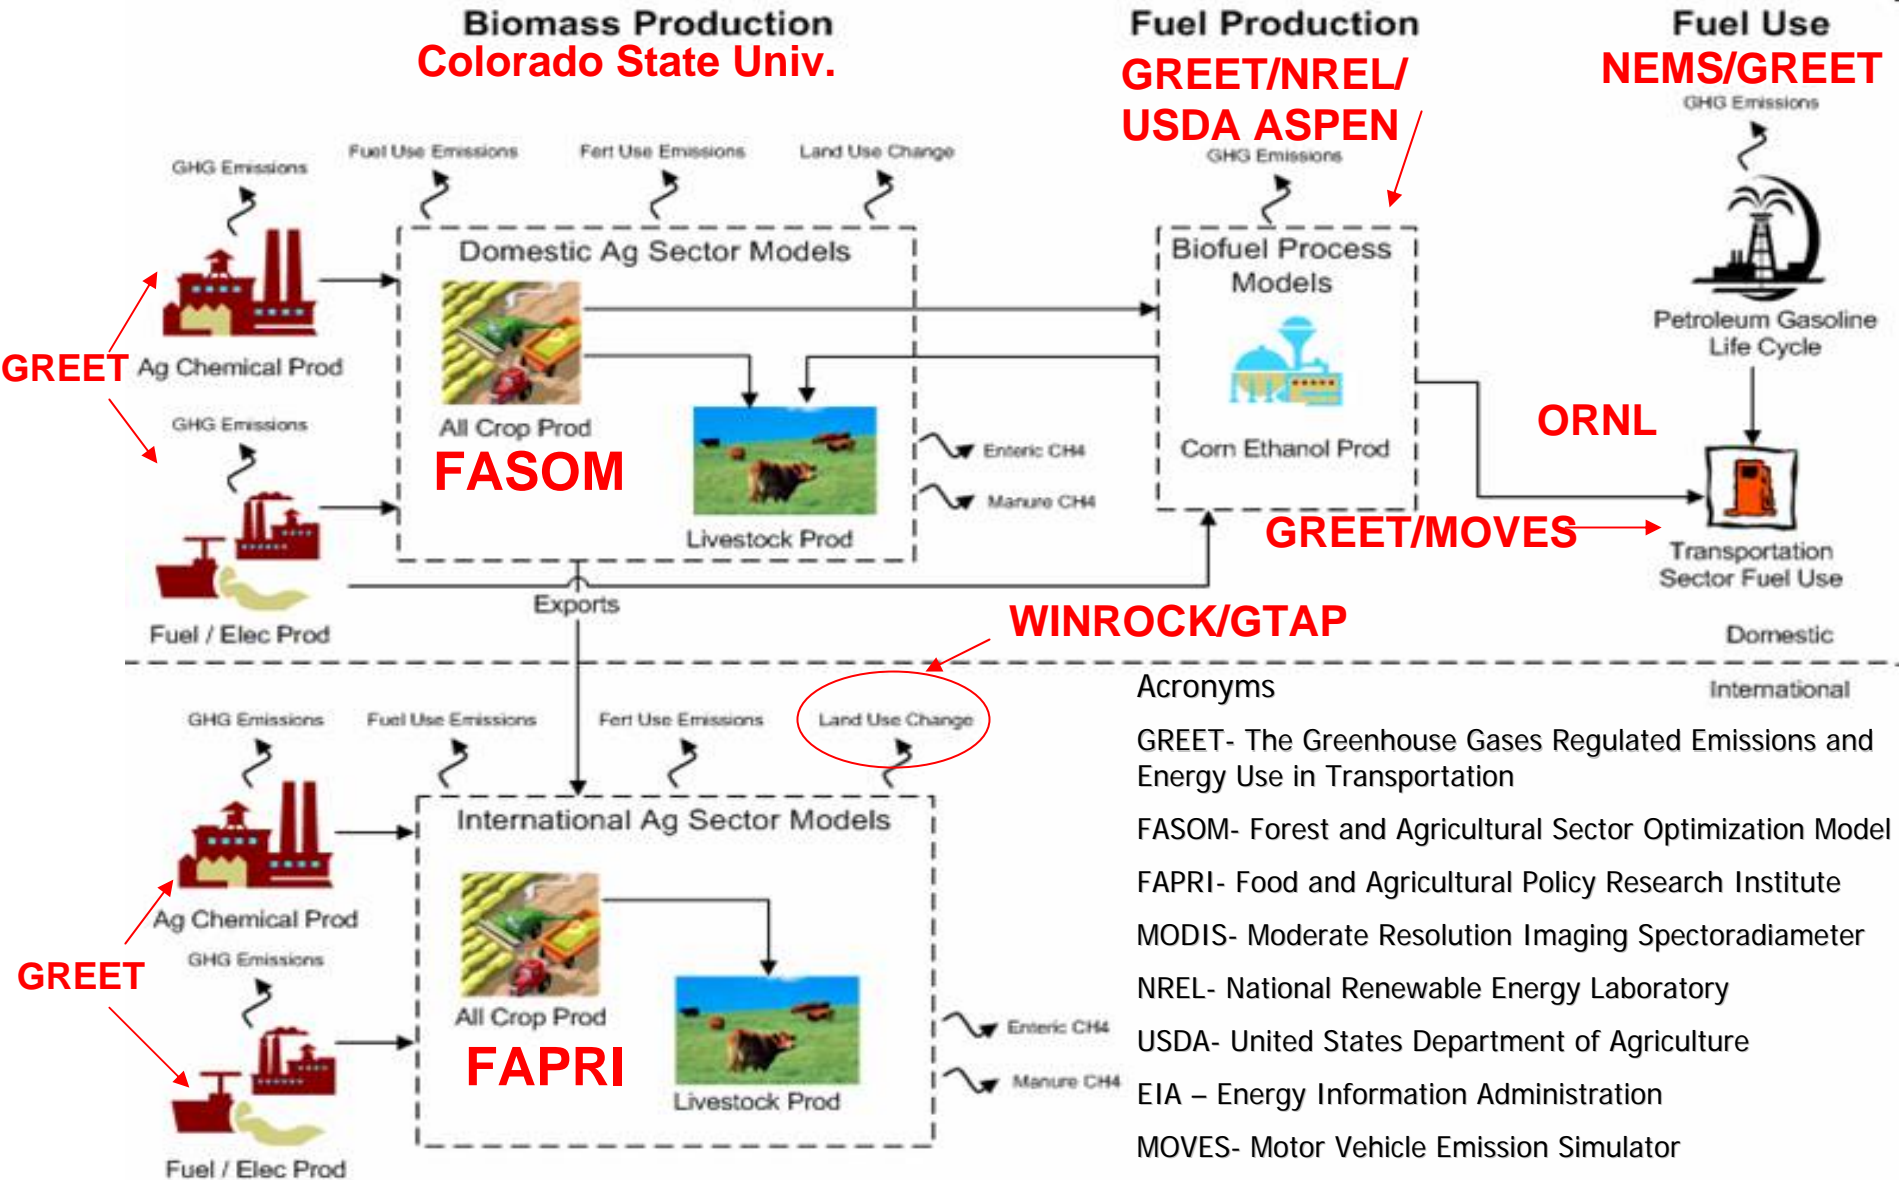 Biomass Production
Colorado State Univ.
Fuel Production
GREET/NREL/
USDA ASPEN
Fuel Use
NEMS/GREET
GHG Emissions
GHG Emissions
Fuel Use Emissions
Fert Use Emissions
Land Use Change
GHG Emissions
Domestic Ag Sector Models
Biofuel Process
Models
Petroleum Gasoline
Life Cycle
GREET
Ag Chemical Prod
GHG Emissions
All Crop Prod
FASOM
Livestock Prod
Enteric CH4
Manure CH4
Corn Ethanol Prod
ORNL
GREET/MOVES
Transportation
Sector Fuel Use
Exports
Fuel / Elec Prod
WINROCK/GTAP
Domestic
International
GHG Emissions
Fuel Use Emissions
Fert Use Emissions
Land Use Change
International Ag Sector Models
Ag Chemical Prod
GREET
GHG Emissions
All Crop Prod
FAPRI
Livestock Prod
Enteric CH4
Manure CH4
Fuel / Elec Prod
Acronyms
GREET- The Greenhouse Gases Regulated Emissions and
Energy Use in Transportation
FASOM- Forest and Agricultural Sector Optimization Model
FAPRI- Food and Agricultural Policy Research Institute
MODIS- Moderate Resolution Imaging Spectoradiameter
NREL- National Renewable Energy Laboratory
USDA- United States Department of Agriculture
EIA – Energy Information Administration
MOVES- Motor Vehicle Emission Simulator